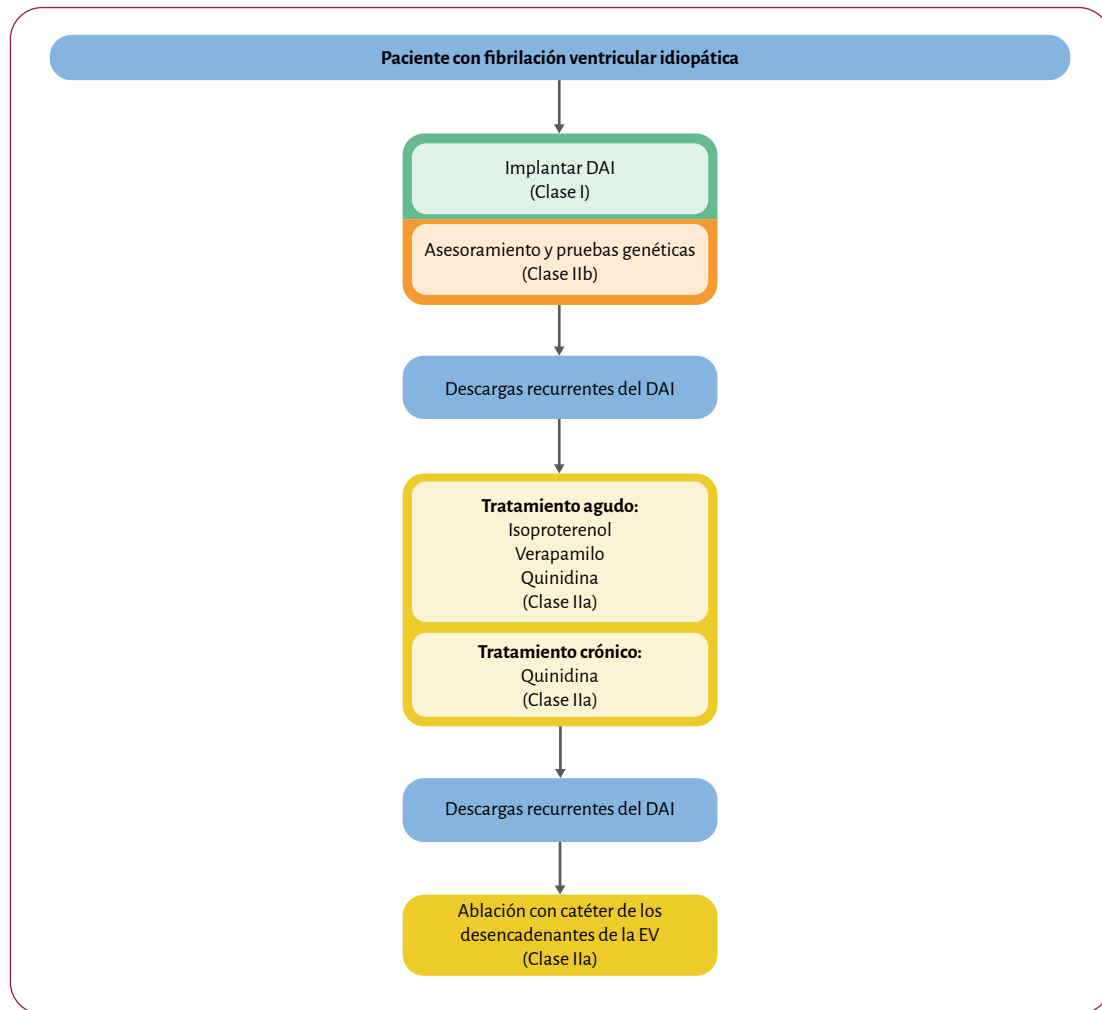 Paciente con fibrilación ventricular idiopática
Implantar DAI
(Clase I)
Asesoramiento y pruebas genéticas
(Clase IIb)
Descargas recurrentes del DAI
Tratamiento agudo:
Isoproterenol
Verapamilo
Quinidina
(Clase IIa)
Tratamiento crónico:
Quinidina
(Clase IIa)
Descargas recurrentes del DAI
Ablación con catéter de los
desencadenantes de la EV
(Clase IIa)